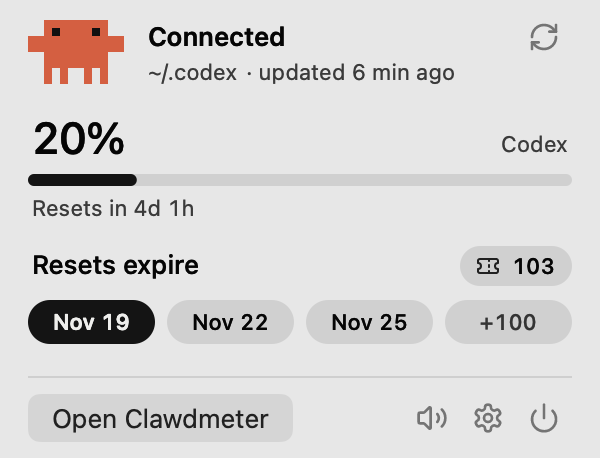 Connected
~/.codex · updated 6 min ago
20%
Codex
Resets in 4d 1h
Resets expire
103
Nov 19
Nov 22
Nov 25
+100
Open Clawdmeter